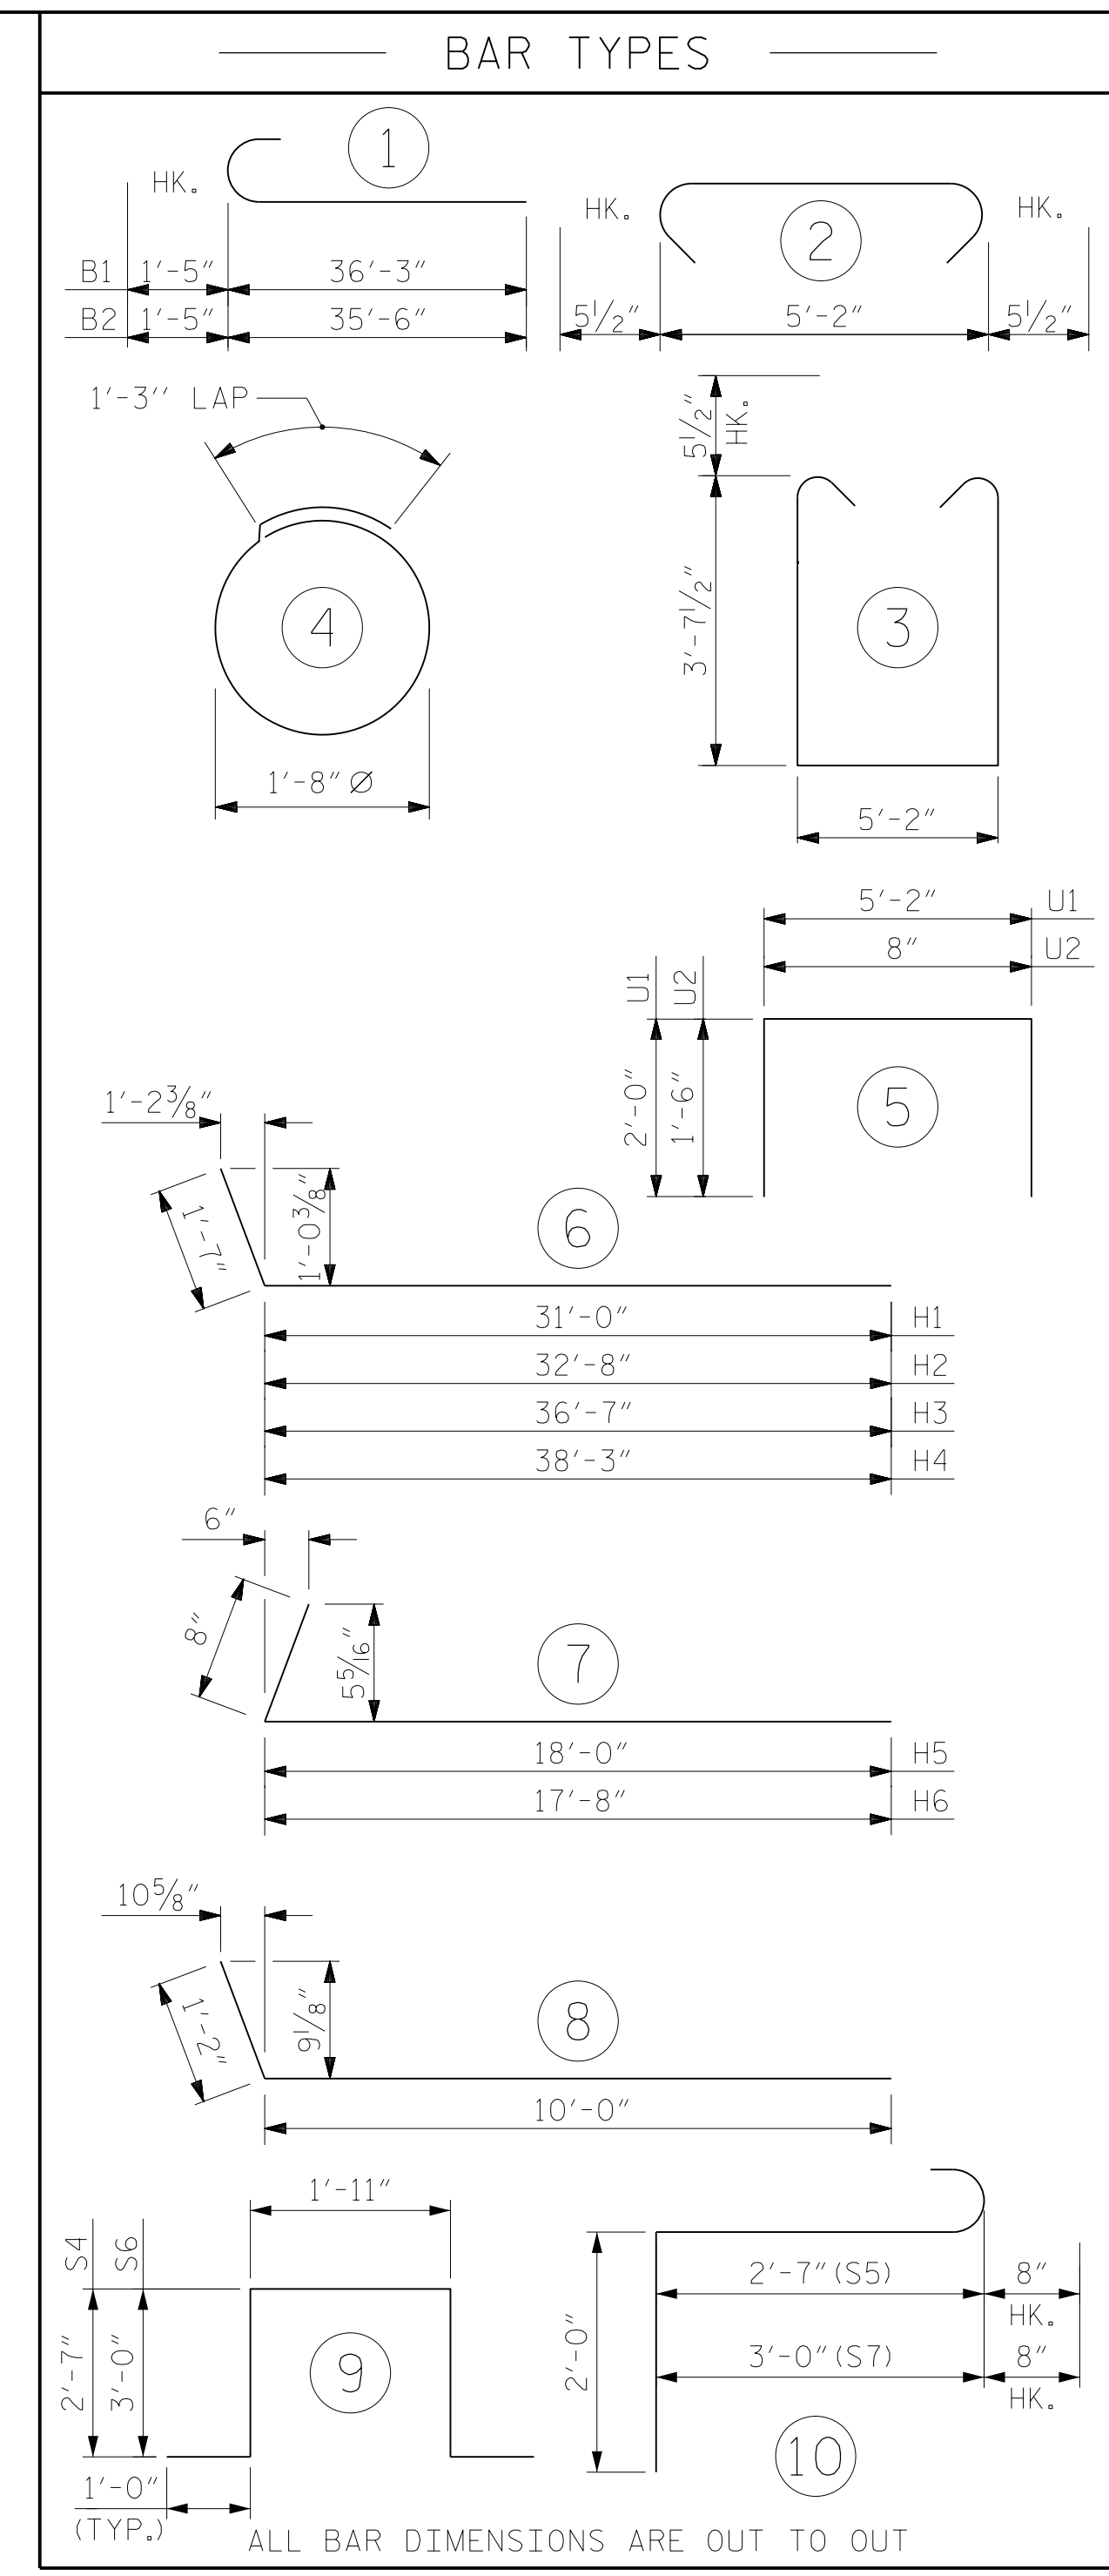 BAR TYPES
1
HK.
B1 1'-5" 36'-3"
B2 1'-5" 35'-6"
2
HK.
HK.
5½" 5'-2" 5½"
1'-3'' LAP
4
1'-8" Ø
5½"
HK.
3'-7½"
3
5'-2"
5'-2" U1
8" U2
U1
U2
2'-0"
1'-6"
5
1'-2⅜"
1'-7"
1'-0⅜"
6
31'-0" H1
32'-8" H2
36'-7" H3
38'-3" H4
6"
8"
5⁵⁄₁₆"
7
18'-0" H5
17'-8" H6
10⅝"
1'-2"
9⅛"
8
10'-0"
1'-11"
S4
S6
2'-7"
3'-0"
9
1'-0"
(TYP.)
2'-0"
2'-7"(S5) 8"
HK.
3'-0"(S7) 8"
HK.
10
ALL BAR DIMENSIONS ARE OUT TO OUT